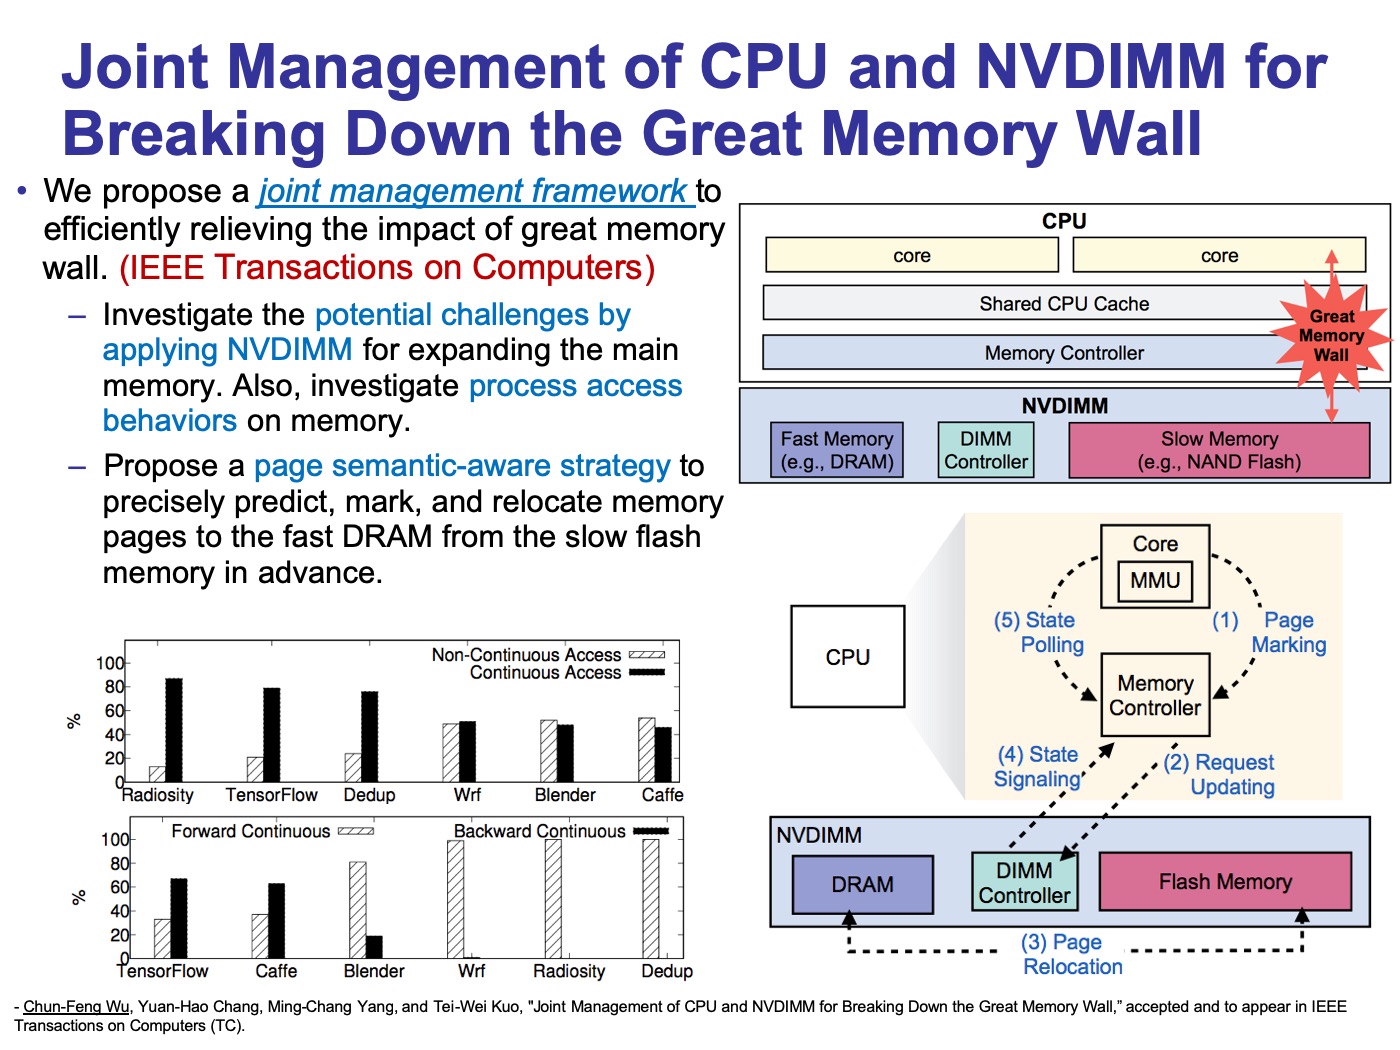 Joint Management of CPU and NVDIMM for
Breaking Down the Great Memory Wall
• We propose a joint management framework to
efficiently relieving the impact of great memory
wall. (IEEE Transactions on Computers)
– Investigate the potential challenges by
applying NVDIMM for expanding the main
memory. Also, investigate process access
behaviors on memory.
– Propose a page semantic-aware strategy to
precisely predict, mark, and relocate memory
pages to the fast DRAM from the slow flash
memory in advance.
CPU
core
core
Shared CPU Cache
Memory Controller
Great
Memory
Wall
NVDIMM
Fast Memory
(e.g., DRAM)
DIMM
Controller
Slow Memory
(e.g., NAND Flash)
CPU
Core
MMU
(5) State
Polling
(1) Page
Marking
Memory
Controller
(4) State
Signaling
(2) Request
Updating
NVDIMM
DRAM
DIMM
Controller
Flash Memory
(3) Page
Relocation
Non-Continuous Access
Continuous Access
%
100
80
60
40
20
0
Radiosity TensorFlow Dedup Wrf Blender Caffe
Forward Continuous
Backward Continuous
%
100
80
60
40
20
0
TensorFlow Caffe Blender Wrf Radiosity Dedup
- Chun-Feng Wu, Yuan-Hao Chang, Ming-Chang Yang, and Tei-Wei Kuo, "Joint Management of CPU and NVDIMM for Breaking Down the Great Memory Wall,” accepted and to appear in IEEE
Transactions on Computers (TC).